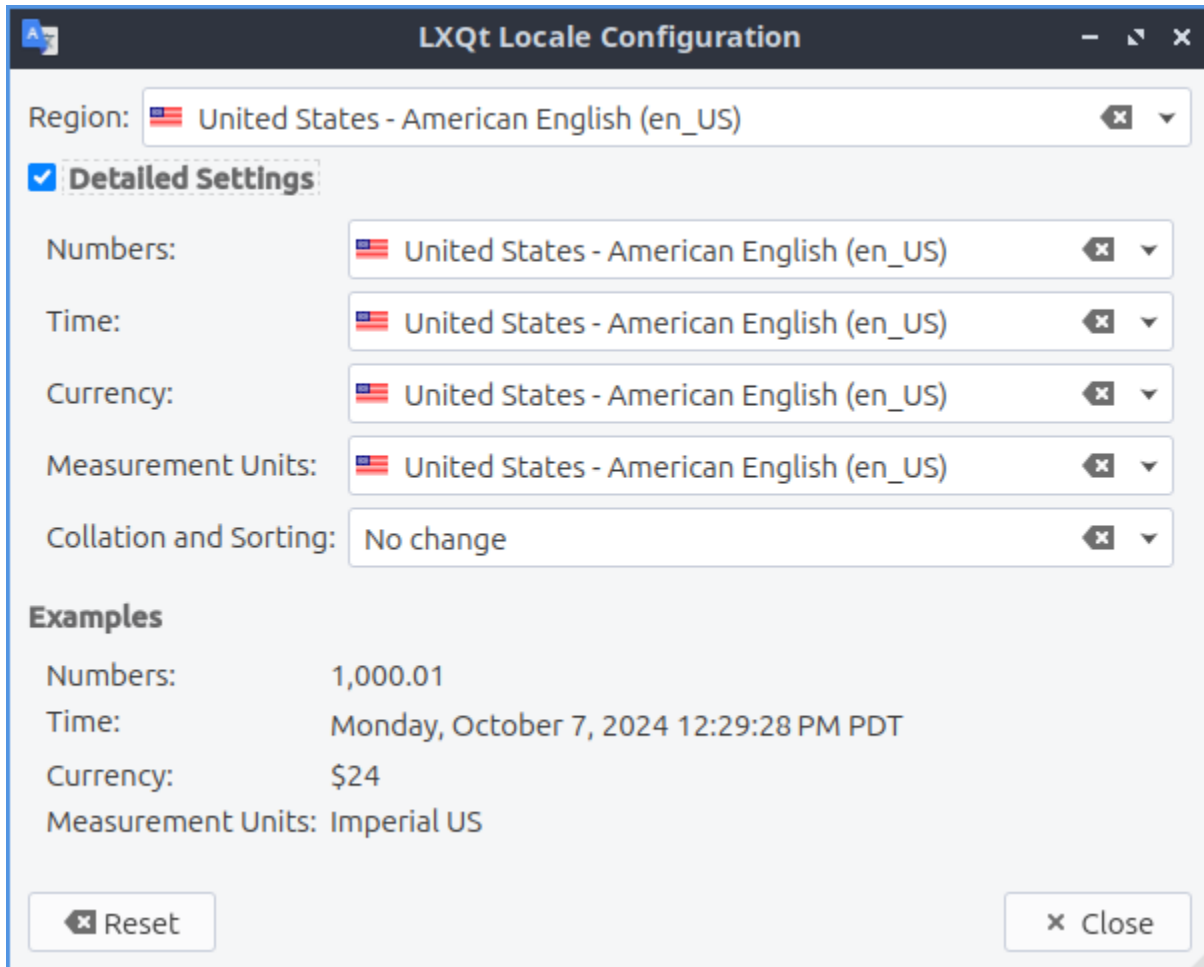 LXQt Locale Configuration
Region: United States - American English (en_US)
Detailed Settings
Numbers: United States - American English (en_US)
Time: United States - American English (en_US)
Currency: United States - American English (en_US)
Measurement Units: United States - American English (en_US)
Collation and Sorting: No change
Examples
Numbers: 1,000.01
Time: Monday, October 7, 2024 12:29:28 PM PDT
Currency: $24
Measurement Units: Imperial US
Reset Close